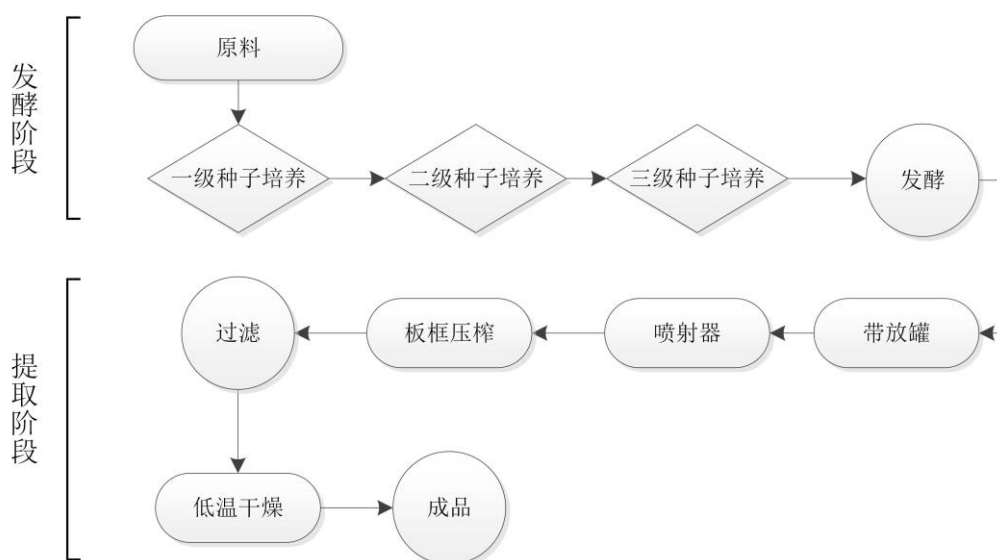 发酵阶段
原料
一级种子培养
二级种子培养
三级种子培养
发酵
提取阶段
过滤
板框压榨
喷射器
带放罐
低温干燥
成品